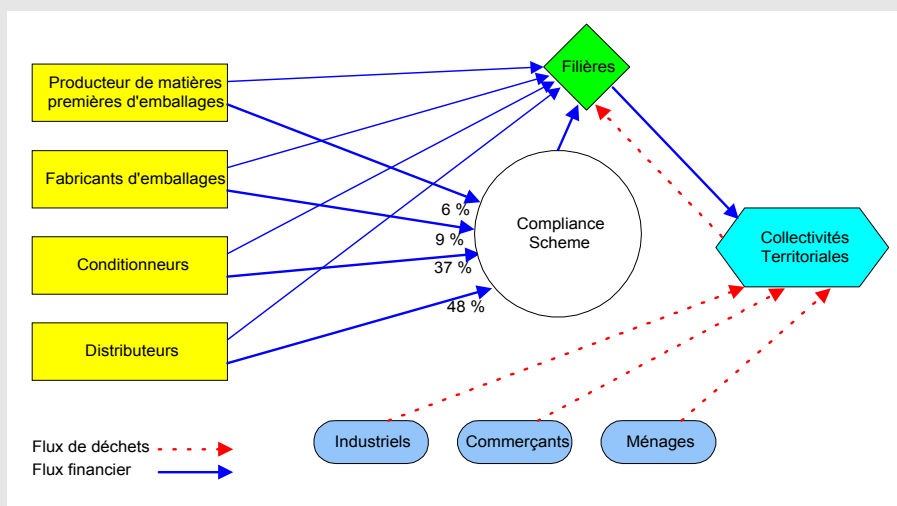 Filières
Producteur de matières
premières d'emballages
Fabricants d'emballages
6 %
Compliance
Scheme
9 %
Collectivités
Territoriales
Conditionneurs
37 %
48 %
Distributeurs
Industriels
Commerçants
Ménages
Flux de déchets
Flux financier